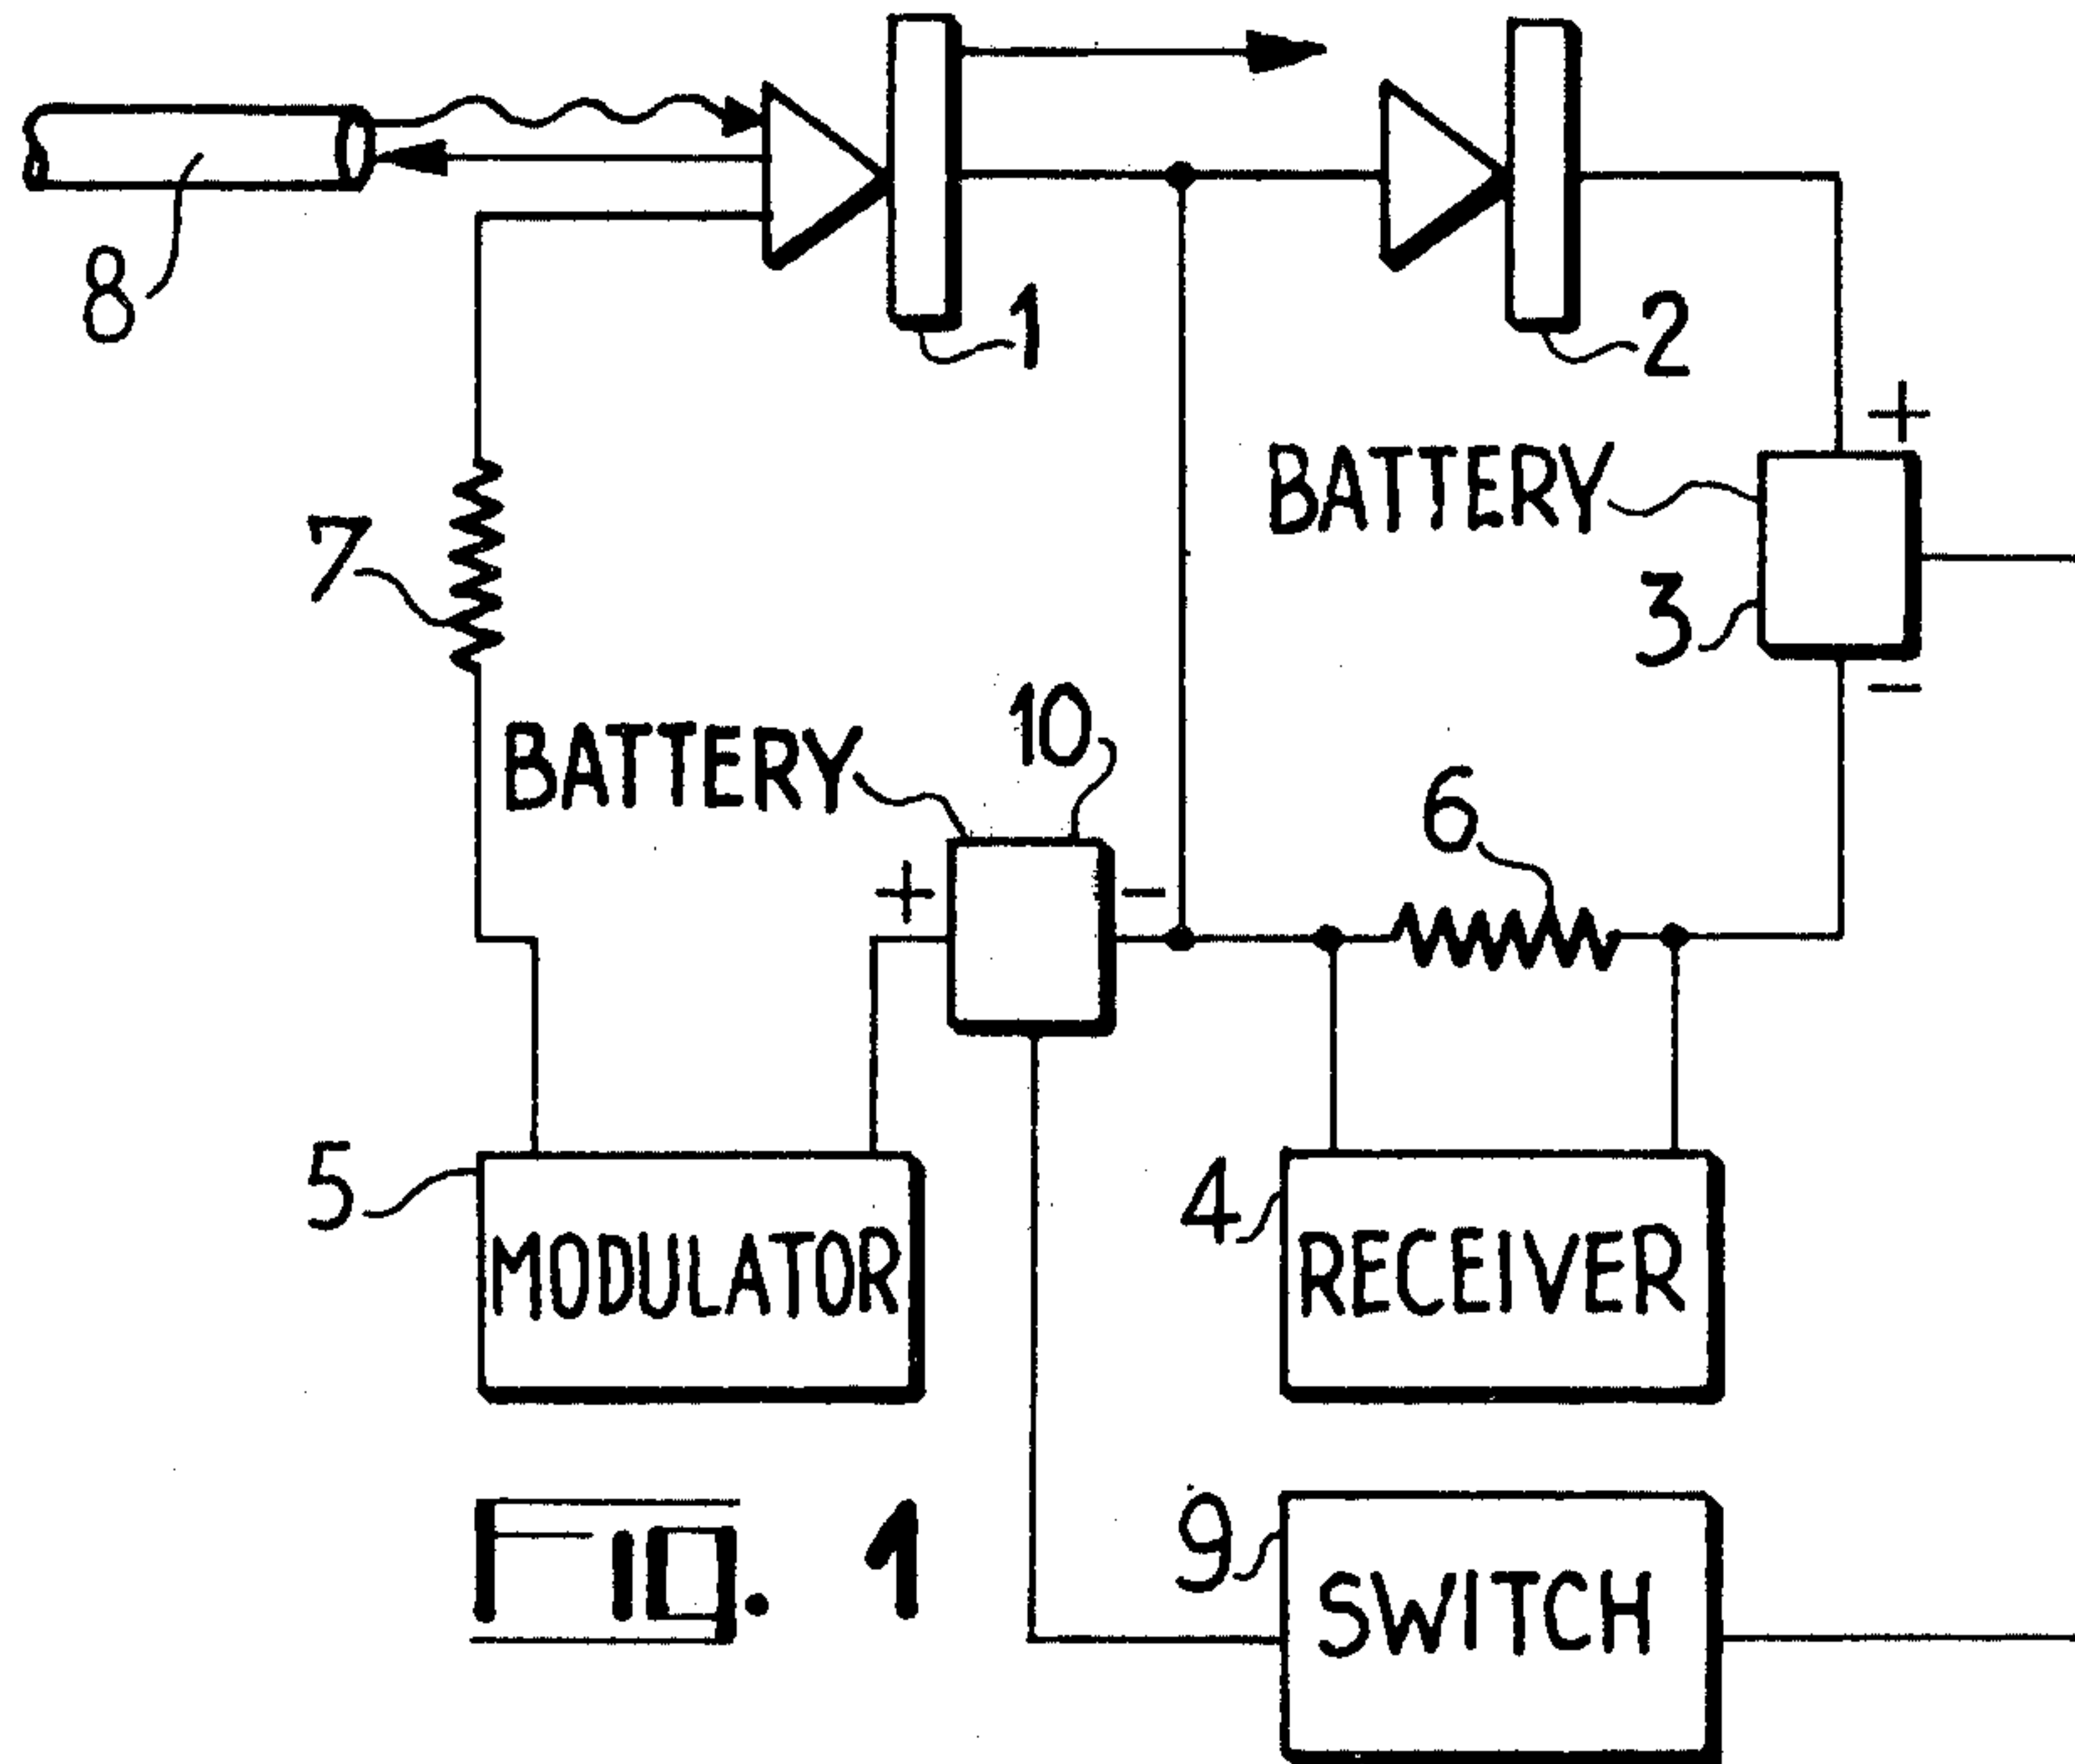 8
1
2
+
BATTERY
3
7
−
10
BATTERY
6
+
−
5
4
MODULATOR
RECEIVER
9
FIG. 1
SWITCH